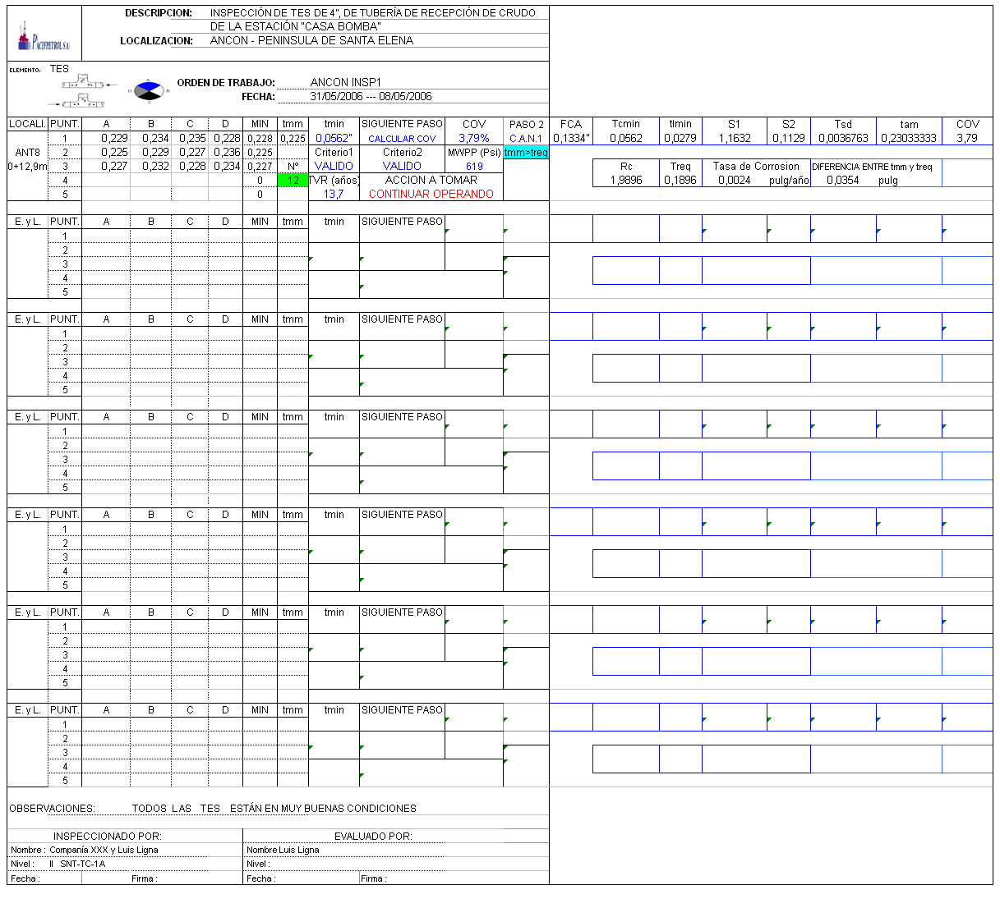 DESCRIPCION: INSPECCIÓN DE TES DE 4", DE TUBERÍA DE RECEPCIÓN DE CRUDO
DE LA ESTACIÓN "CASA BOMBA"
LOCALIZACION: ANCON - PENINSULA DE SANTA ELENA
PACIFPETROL S.A.
ELEMENTO: TES
ORDEN DE TRABAJO: ANCON INSP1
FECHA: 31/05/2006 --- 08/05/2006
LOCALI. PUNT. A B C D MIN tmm tmin SIGUIENTE PASO COV PASO 2 FCA Tcmin tlmin S1 S2 Tsd tam COV
1 0,229 0,234 0,235 0,228 0,228 0,225 0,0562" CALCULAR COV 3,79% C.A.N.1 0,1334" 0,0562 0,0279 1,1632 0,1129 0,0036763 0,23033333 3,79
ANT8 2 0,225 0,229 0,227 0,236 0,225 Criterio1 Criterio2 MWPP (Psi) tmm>treq
0+12,9m 3 0,227 0,232 0,228 0,234 0,227 Nº VALIDO VALIDO 619 Rc Treq Tasa de Corrosion DIFERENCIA ENTRE tmm y treq
4 0 12 TVR (años) ACCION A TOMAR 1,9896 0,1896 0,0024 pulg/año 0,0354 pulg
5 0 13,7 CONTINUAR OPERANDO
E. y L. PUNT. A B C D MIN tmm tmin SIGUIENTE PASO
1
2
3
4
5
E. y L. PUNT. A B C D MIN tmm tmin SIGUIENTE PASO
1
2
3
4
5
E. y L. PUNT. A B C D MIN tmm tmin SIGUIENTE PASO
1
2
3
4
5
E. y L. PUNT. A B C D MIN tmm tmin SIGUIENTE PASO
1
2
3
4
5
E. y L. PUNT. A B C D MIN tmm tmin SIGUIENTE PASO
1
2
3
4
5
E. y L. PUNT. A B C D MIN tmm tmin SIGUIENTE PASO
1
2
3
4
5
OBSERVACIONES: TODOS LAS TES ESTÁN EN MUY BUENAS CONDICIONES
INSPECCIONADO POR: EVALUADO POR:
Nombre : Companía XXX y Luis Ligna Nombre Luis Ligna
Nivel : II SNT-TC-1A Nivel :
Fecha : Firma : Fecha : Firma :